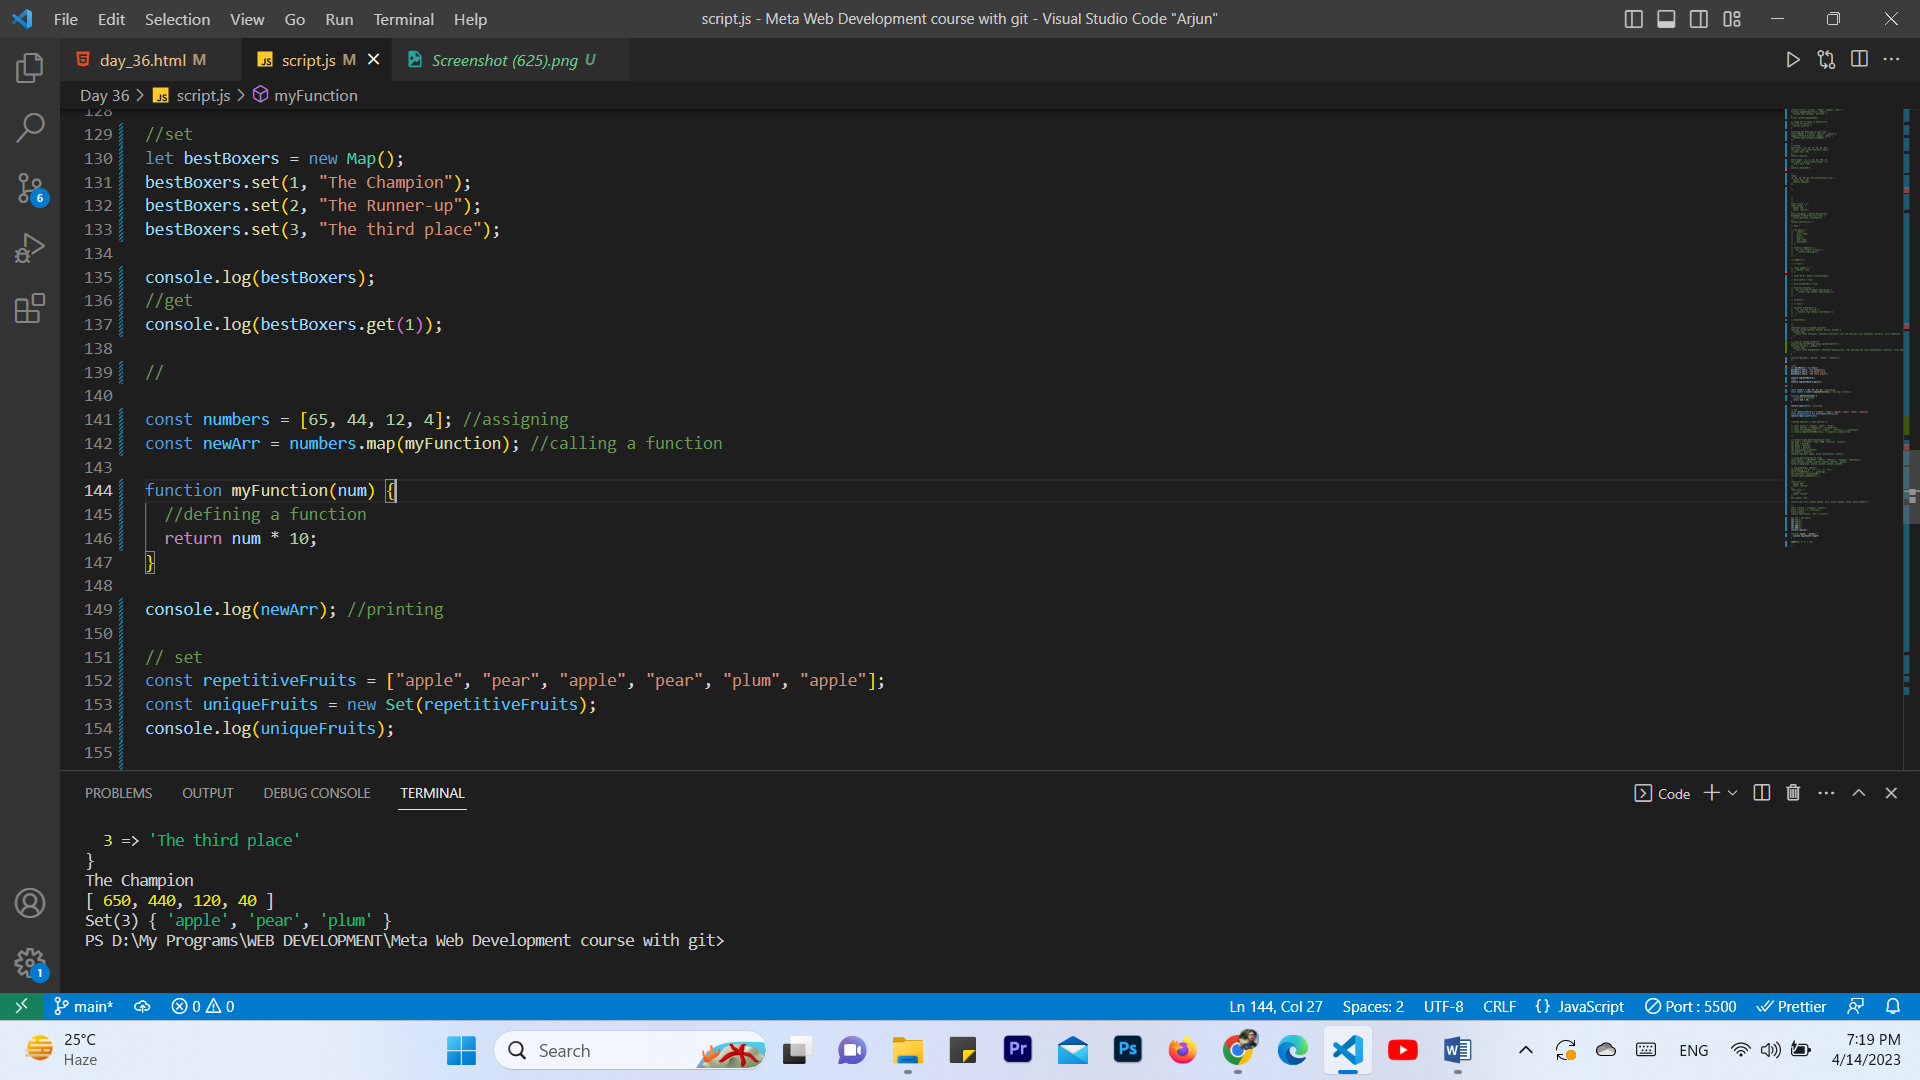 File Edit Selection View Go Run Terminal Help script.js - Meta Web Development course with git - Visual Studio Code "Arjun"
day_36.html M script.js M Screenshot (625).png U
Day 36 > script.js > myFunction
128
129 //set
130 let bestBoxers = new Map();
131 bestBoxers.set(1, "The Champion");
132 bestBoxers.set(2, "The Runner-up");
133 bestBoxers.set(3, "The third place");
134
135 console.log(bestBoxers);
136 //get
137 console.log(bestBoxers.get(1));
138
139 //
140
141 const numbers = [65, 44, 12, 4]; //assigning
142 const newArr = numbers.map(myFunction); //calling a function
143
144 function myFunction(num) {
145 //defining a function
146 return num * 10;
147 }
148
149 console.log(newArr); //printing
150
151 // set
152 const repetitiveFruits = ["apple", "pear", "apple", "pear", "plum", "apple"];
153 const uniqueFruits = new Set(repetitiveFruits);
154 console.log(uniqueFruits);
155
6
PROBLEMS OUTPUT DEBUG CONSOLE TERMINAL Code
3 => 'The third place'
}
The Champion
[ 650, 440, 120, 40 ]
Set(3) { 'apple', 'pear', 'plum' }
PS D:\My Programs\WEB DEVELOPMENT\Meta Web Development course with git>
1
main* 0 0 Ln 144, Col 27 Spaces: 2 UTF-8 CRLF {} JavaScript Port : 5500 Prettier
25°C
Haze
Search
Pr
Ps
ENG
7:19 PM
4/14/2023